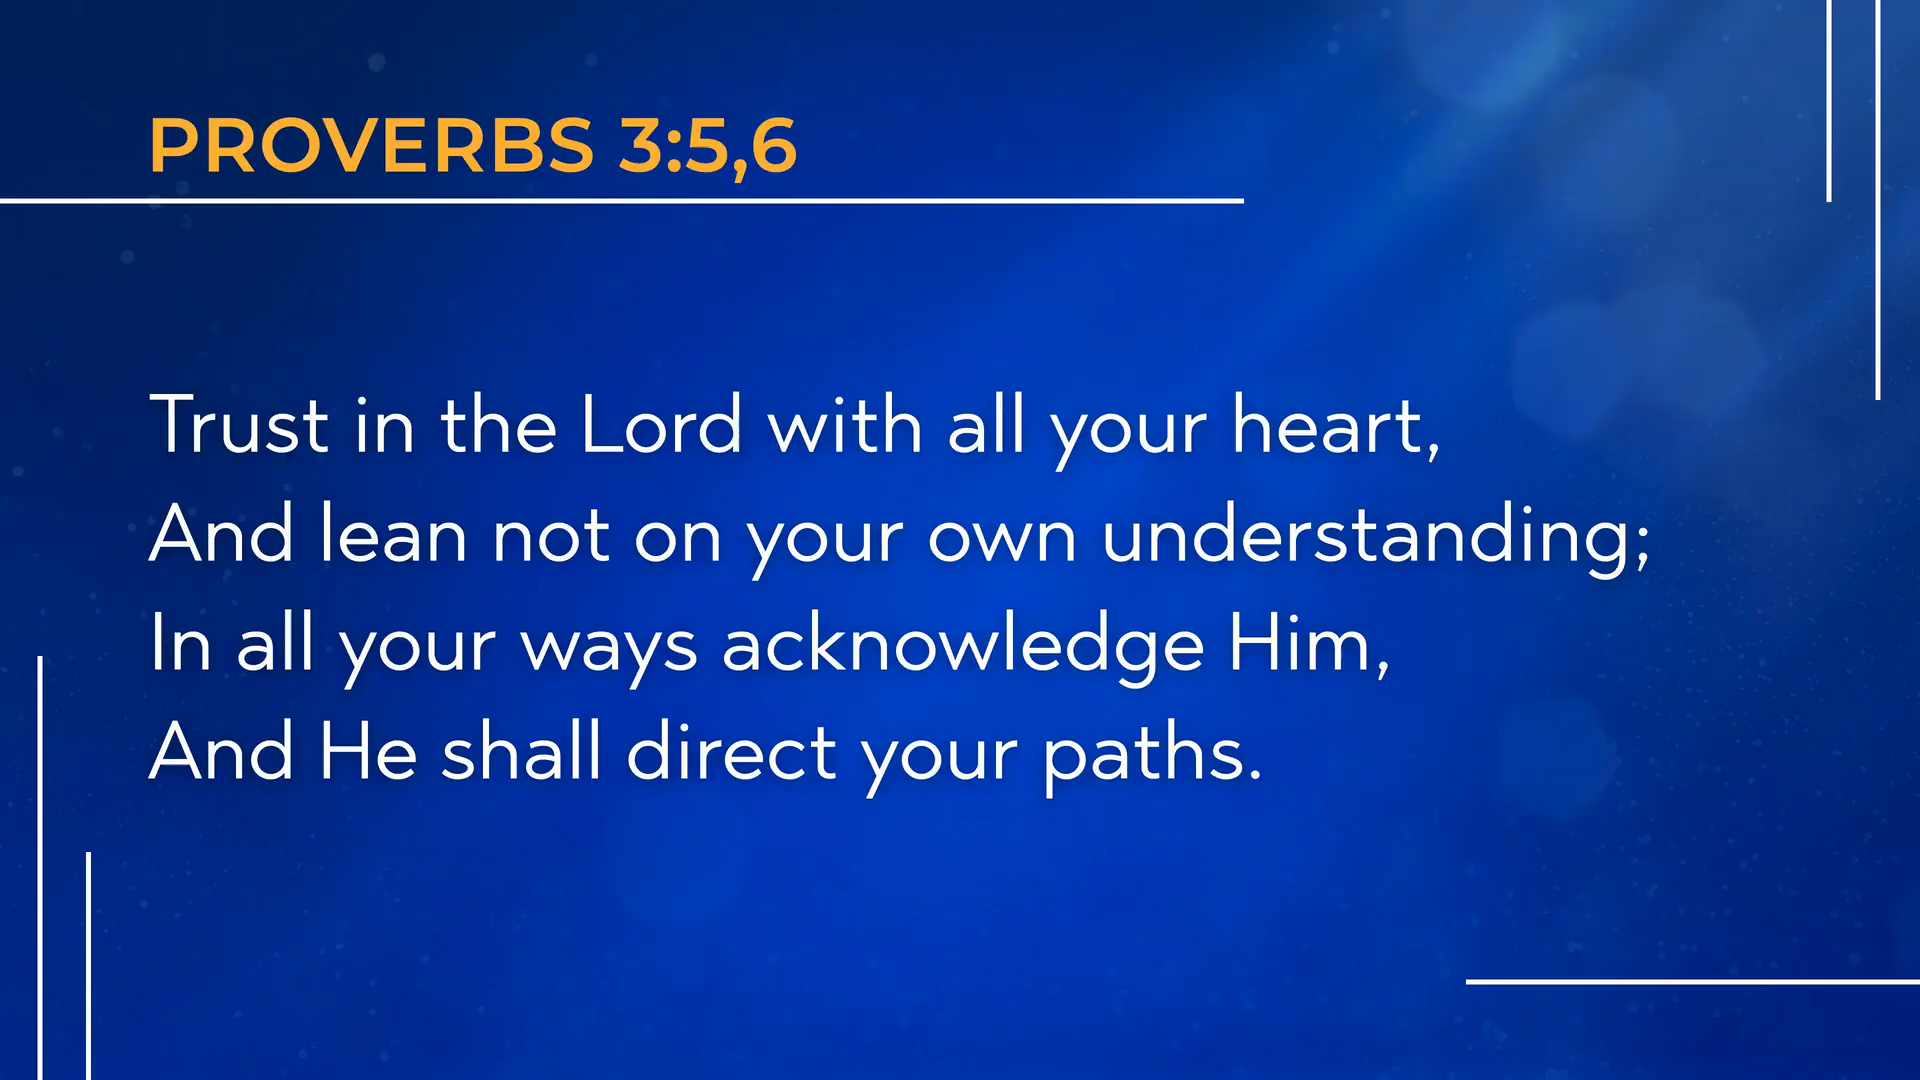 PROVERBS 3:5,6
Trust in the Lord with all your heart,
And lean not on your own understanding;
In all your ways acknowledge Him,
And He shall direct your paths.